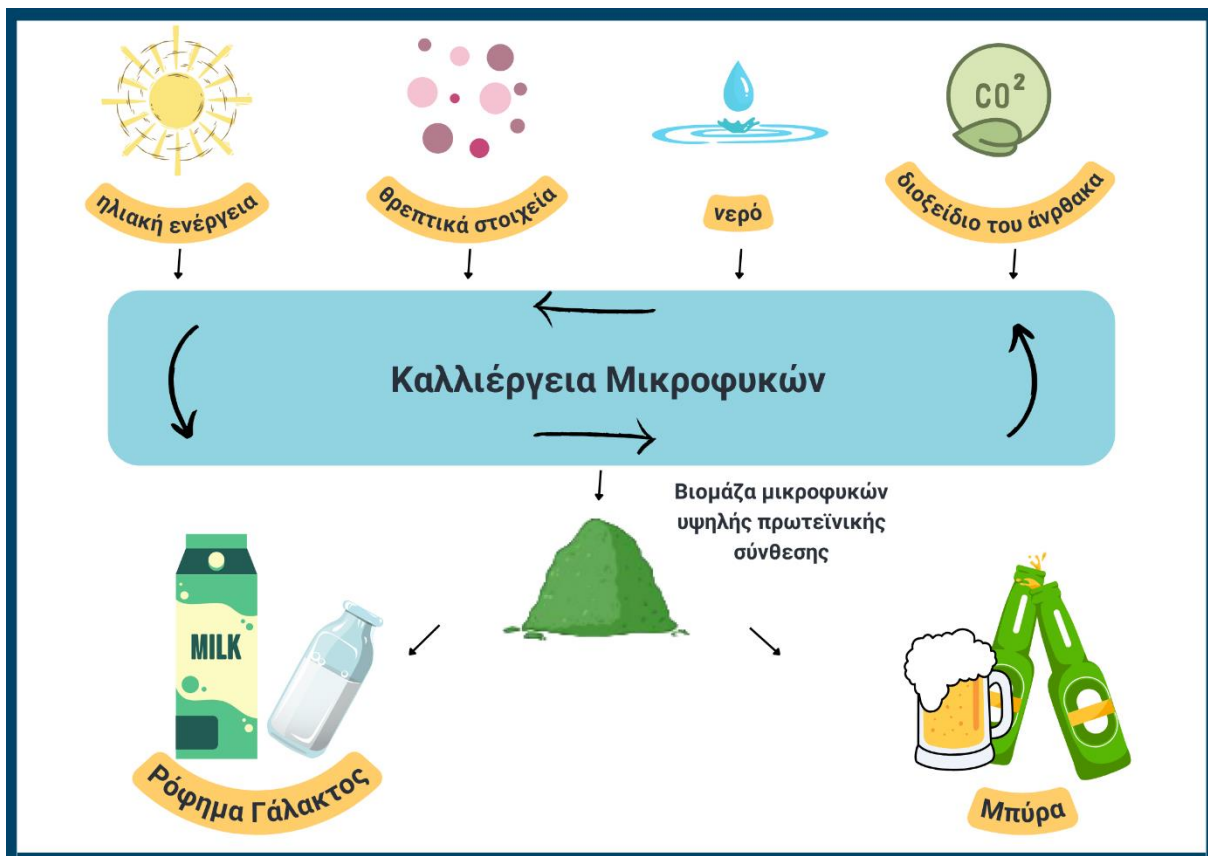 CO²
ηλιακή ενέργεια
θρεπτικά στοιχεία
νερό
διοξείδιο του άνρθακα
Καλλιέργεια Μικροφυκών
Βιομάζα μικροφυκών
υψηλής πρωτεϊνικής
σύνθεσης
MILK
Ρόφημα Γάλακτος
Μπύρα